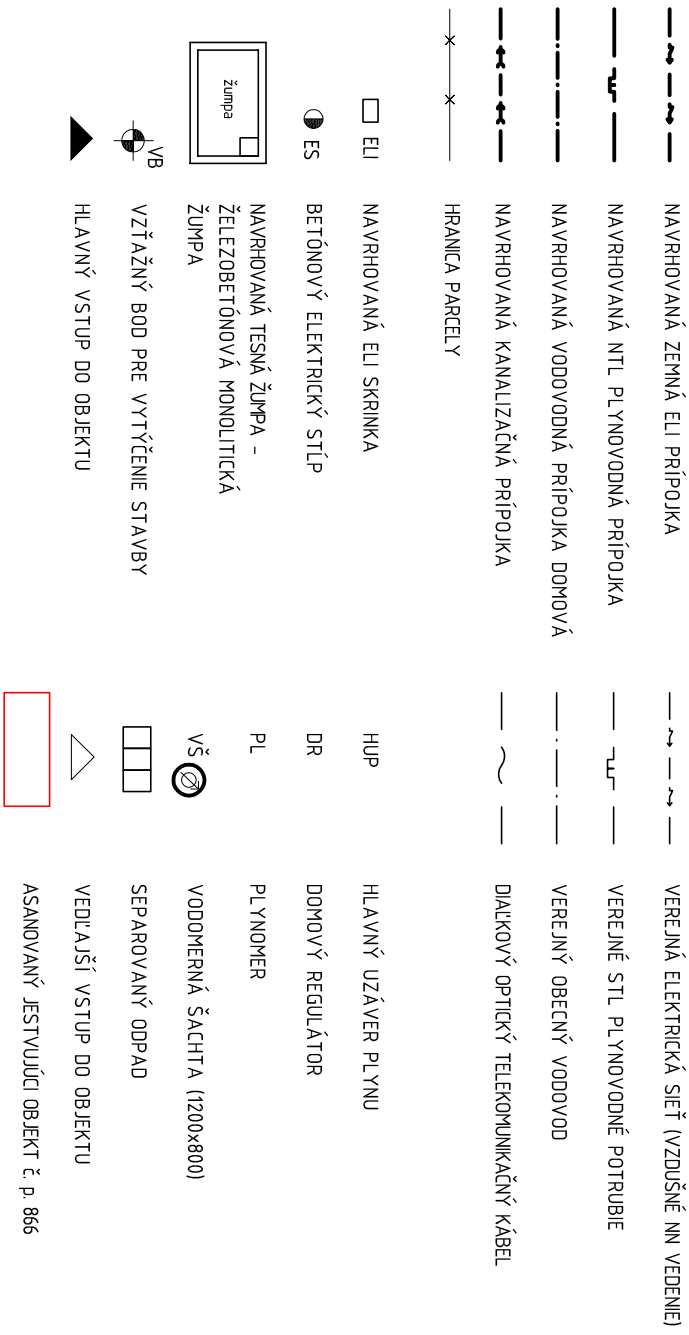 NAVRHOVANÁ ZEMNÁ ELI PRÍPOJKA
NAVRHOVANÁ NTL PLYNOVODNÁ PRÍPOJKA
NAVRHOVANÁ VODOVODNÁ PRÍPOJKA DOMOVÁ
NAVRHOVANÁ KANALIZAČNÁ PRÍPOJKA
HRANICA PARCELY
ELI NAVRHOVANÁ ELI SKRINKA
ES BETÓNOVÝ ELEKTRICKÝ STĹP
žumpa
NAVRHOVANÁ TESNÁ ŽUMPA -
ŽELEZOBETÓNOVÁ MONOLITICKÁ
ŽUMPA
VB VZŤAŽNÝ BOD PRE VYTÝČENIE STAVBY
HLAVNÝ VSTUP DO OBJEKTU
VEREJNÁ ELEKTRICKÁ SIEŤ (VZDUŠNÉ NN VEDENIE)
VEREJNÉ STL PLYNOVODNÉ POTRUBIE
VEREJNÝ OBECNÝ VODOVOD
DIAĽKOVÝ OPTICKÝ TELEKOMUNIKAČNÝ KÁBEL
HUP HLAVNÝ UZÁVER PLYNU
DR DOMOVÝ REGULÁTOR
PL PLYNOMER
VŠ VODOMERNÁ ŠACHTA (1200x800)
SEPAROVANÝ ODPAD
VEDĽAJŠÍ VSTUP DO OBJEKTU
ASANOVANÝ JESTVUJÚCI OBJEKT č. p. 866